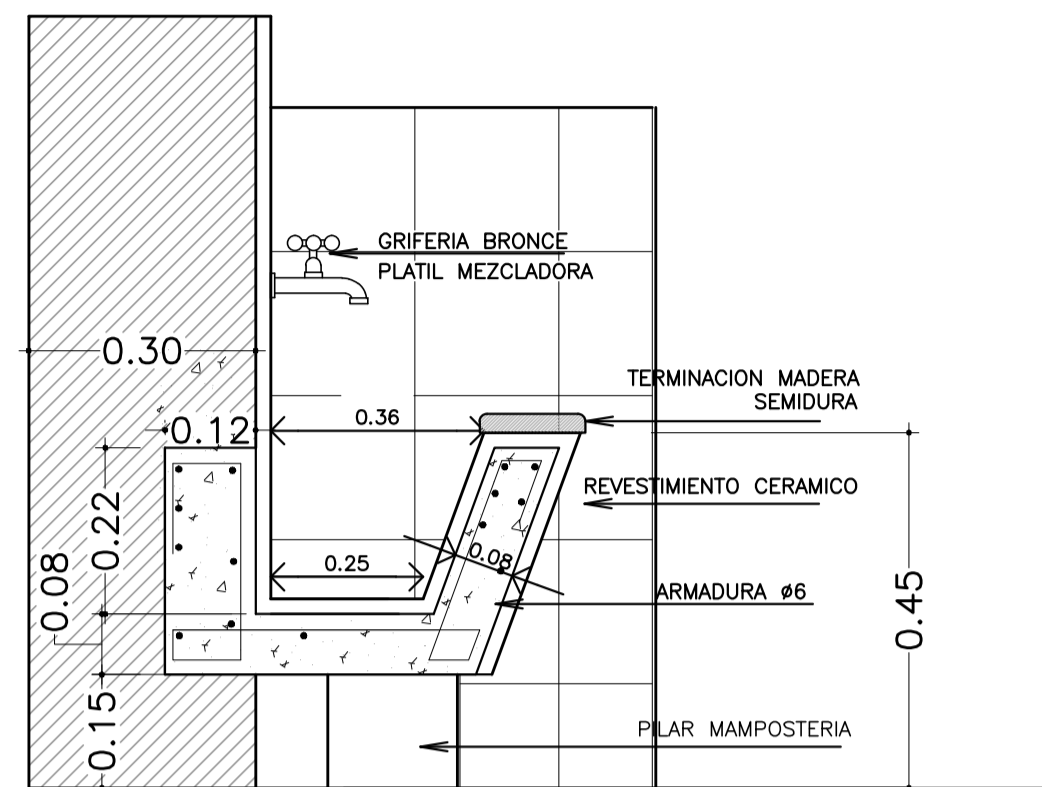 GRIFERIA BRONCE
PLATIL MEZCLADORA
0.30
TERMINACION MADERA
SEMIDURA
0.12
0.36
REVESTIMIENTO CERAMICO
0.22
0.08
0.25
0.08
ARMADURA ø6
0.45
0.15
PILAR MAMPOSTERIA